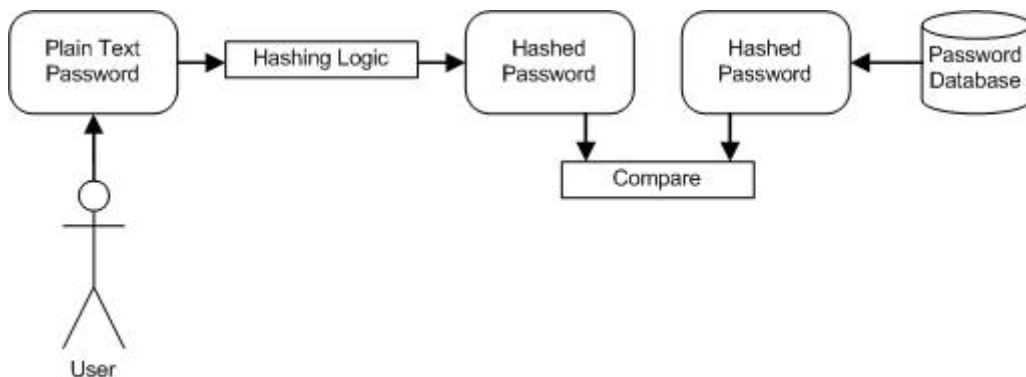 Plain Text
Password
Hashing Logic
Hashed
Password
Hashed
Password
Password
Database
Compare
User